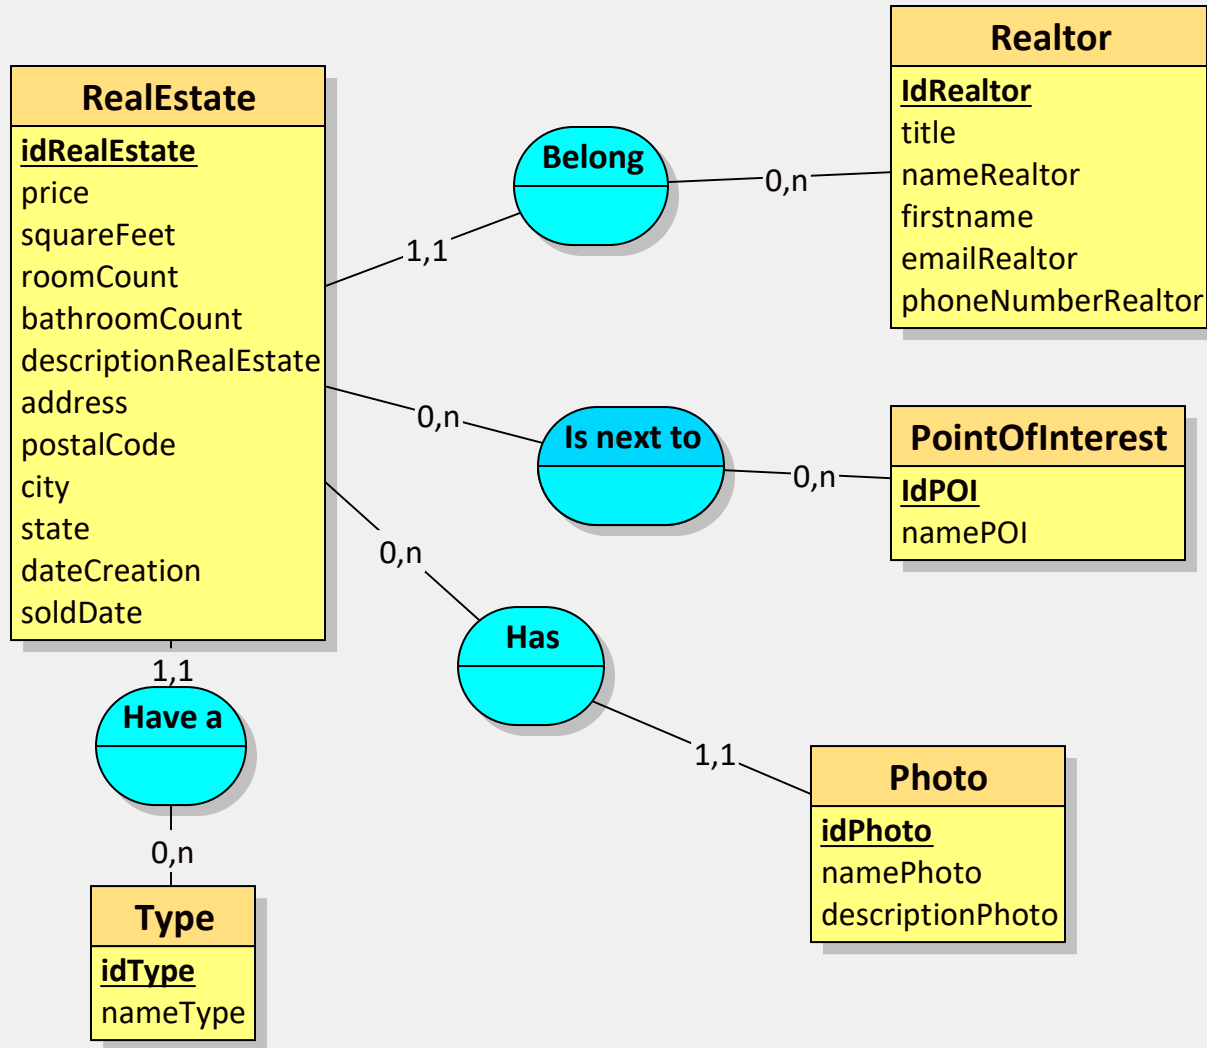 RealEstate
idRealEstate
price
squareFeet
roomCount
bathroomCount
descriptionRealEstate
address
postalCode
city
state
dateCreation
soldDate
1,1
Belong
0,n
Realtor
IdRealtor
title
nameRealtor
firstname
emailRealtor
phoneNumberRealtor
0,n
Is next to
0,n
PointOfInterest
IdPOI
namePOI
0,n
Has
1,1
Photo
idPhoto
namePhoto
descriptionPhoto
1,1
Have a
0,n
Type
idType
nameType